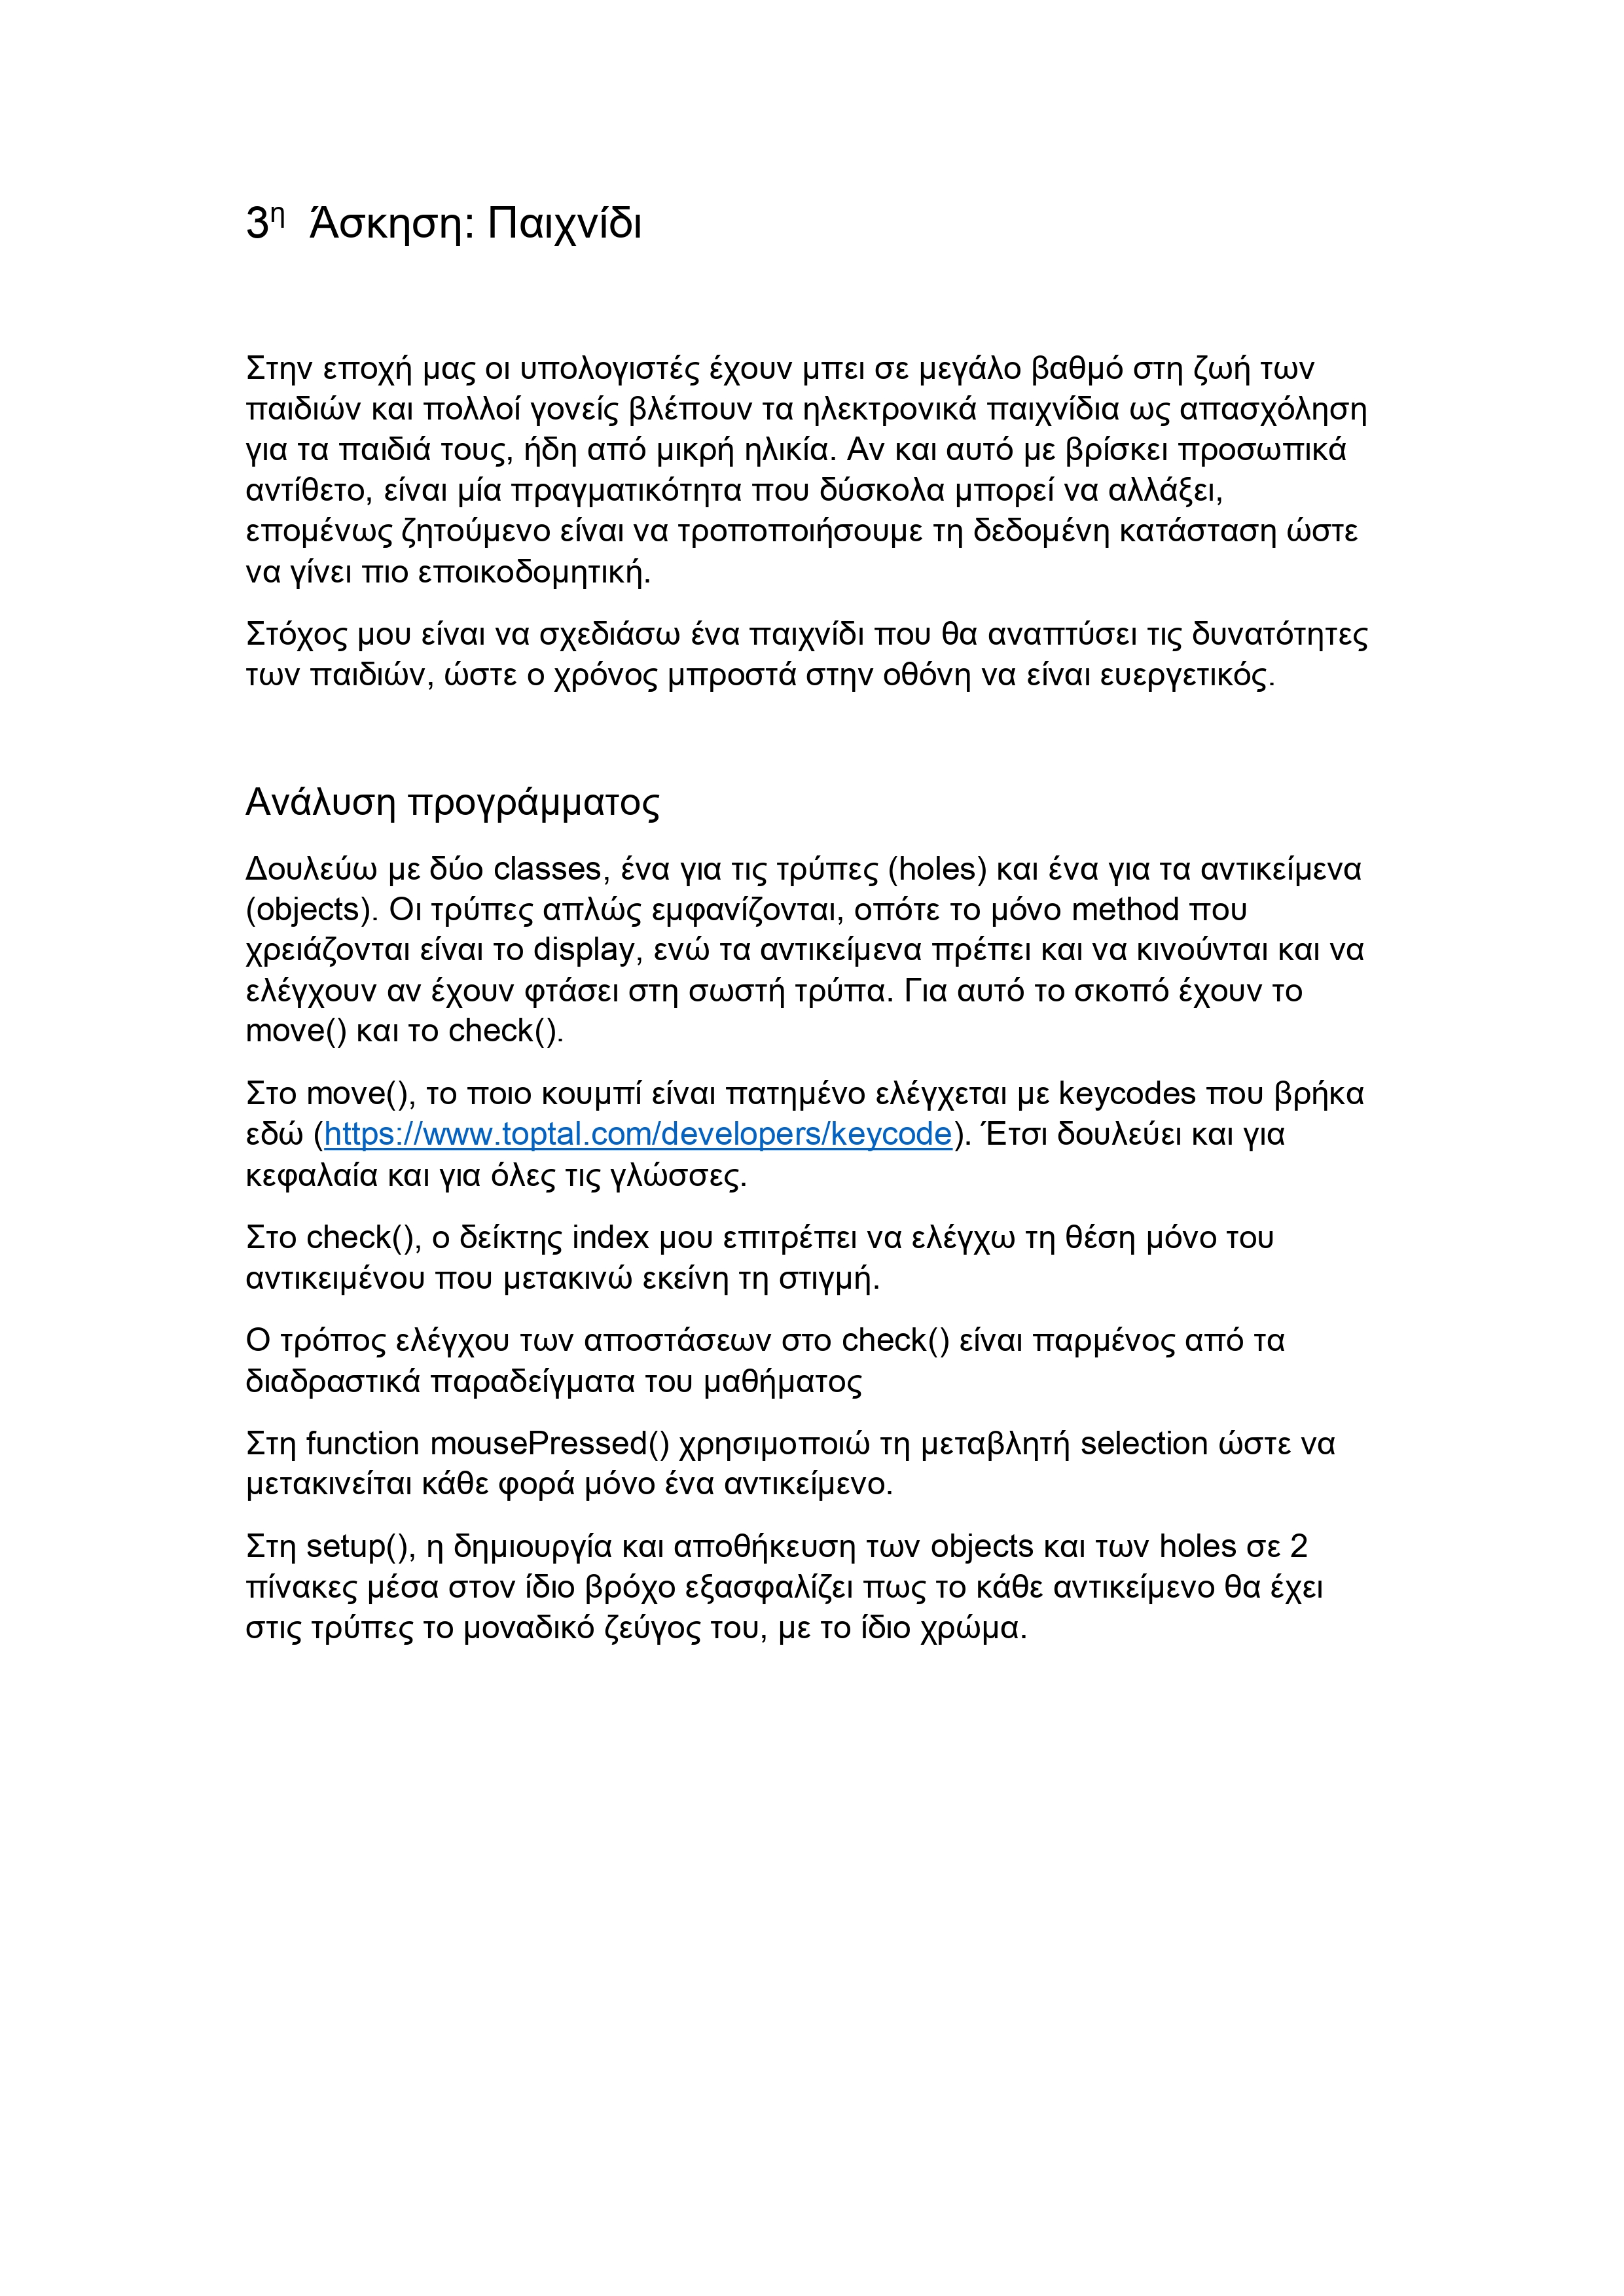 3η Άσκηση: Παιχνίδι
Στην εποχή μας οι υπολογιστές έχουν μπει σε μεγάλο βαθμό στη ζωή των
παιδιών και πολλοί γονείς βλέπουν τα ηλεκτρονικά παιχνίδια ως απασχόληση
για τα παιδιά τους, ήδη από μικρή ηλικία. Αν και αυτό με βρίσκει προσωπικά
αντίθετο, είναι μία πραγματικότητα που δύσκολα μπορεί να αλλάξει,
επομένως ζητούμενο είναι να τροποποιήσουμε τη δεδομένη κατάσταση ώστε
να γίνει πιο εποικοδομητική.
Στόχος μου είναι να σχεδιάσω ένα παιχνίδι που θα αναπτύσει τις δυνατότητες
των παιδιών, ώστε ο χρόνος μπροστά στην οθόνη να είναι ευεργετικός.
Ανάλυση προγράμματος
Δουλεύω με δύο classes, ένα για τις τρύπες (holes) και ένα για τα αντικείμενα
(objects). Οι τρύπες απλώς εμφανίζονται, οπότε το μόνο method που
χρειάζονται είναι το display, ενώ τα αντικείμενα πρέπει και να κινούνται και να
ελέγχουν αν έχουν φτάσει στη σωστή τρύπα. Για αυτό το σκοπό έχουν το
move() και το check().
Στο move(), το ποιο κουμπί είναι πατημένο ελέγχεται με keycodes που βρήκα
εδώ (https://www.toptal.com/developers/keycode). Έτσι δουλεύει και για
κεφαλαία και για όλες τις γλώσσες.
Στο check(), ο δείκτης index μου επιτρέπει να ελέγχω τη θέση μόνο του
αντικειμένου που μετακινώ εκείνη τη στιγμή.
Ο τρόπος ελέγχου των αποστάσεων στο check() είναι παρμένος από τα
διαδραστικά παραδείγματα του μαθήματος
Στη function mousePressed() χρησιμοποιώ τη μεταβλητή selection ώστε να
μετακινείται κάθε φορά μόνο ένα αντικείμενο.
Στη setup(), η δημιουργία και αποθήκευση των objects και των holes σε 2
πίνακες μέσα στον ίδιο βρόχο εξασφαλίζει πως το κάθε αντικείμενο θα έχει
στις τρύπες το μοναδικό ζεύγος του, με το ίδιο χρώμα.